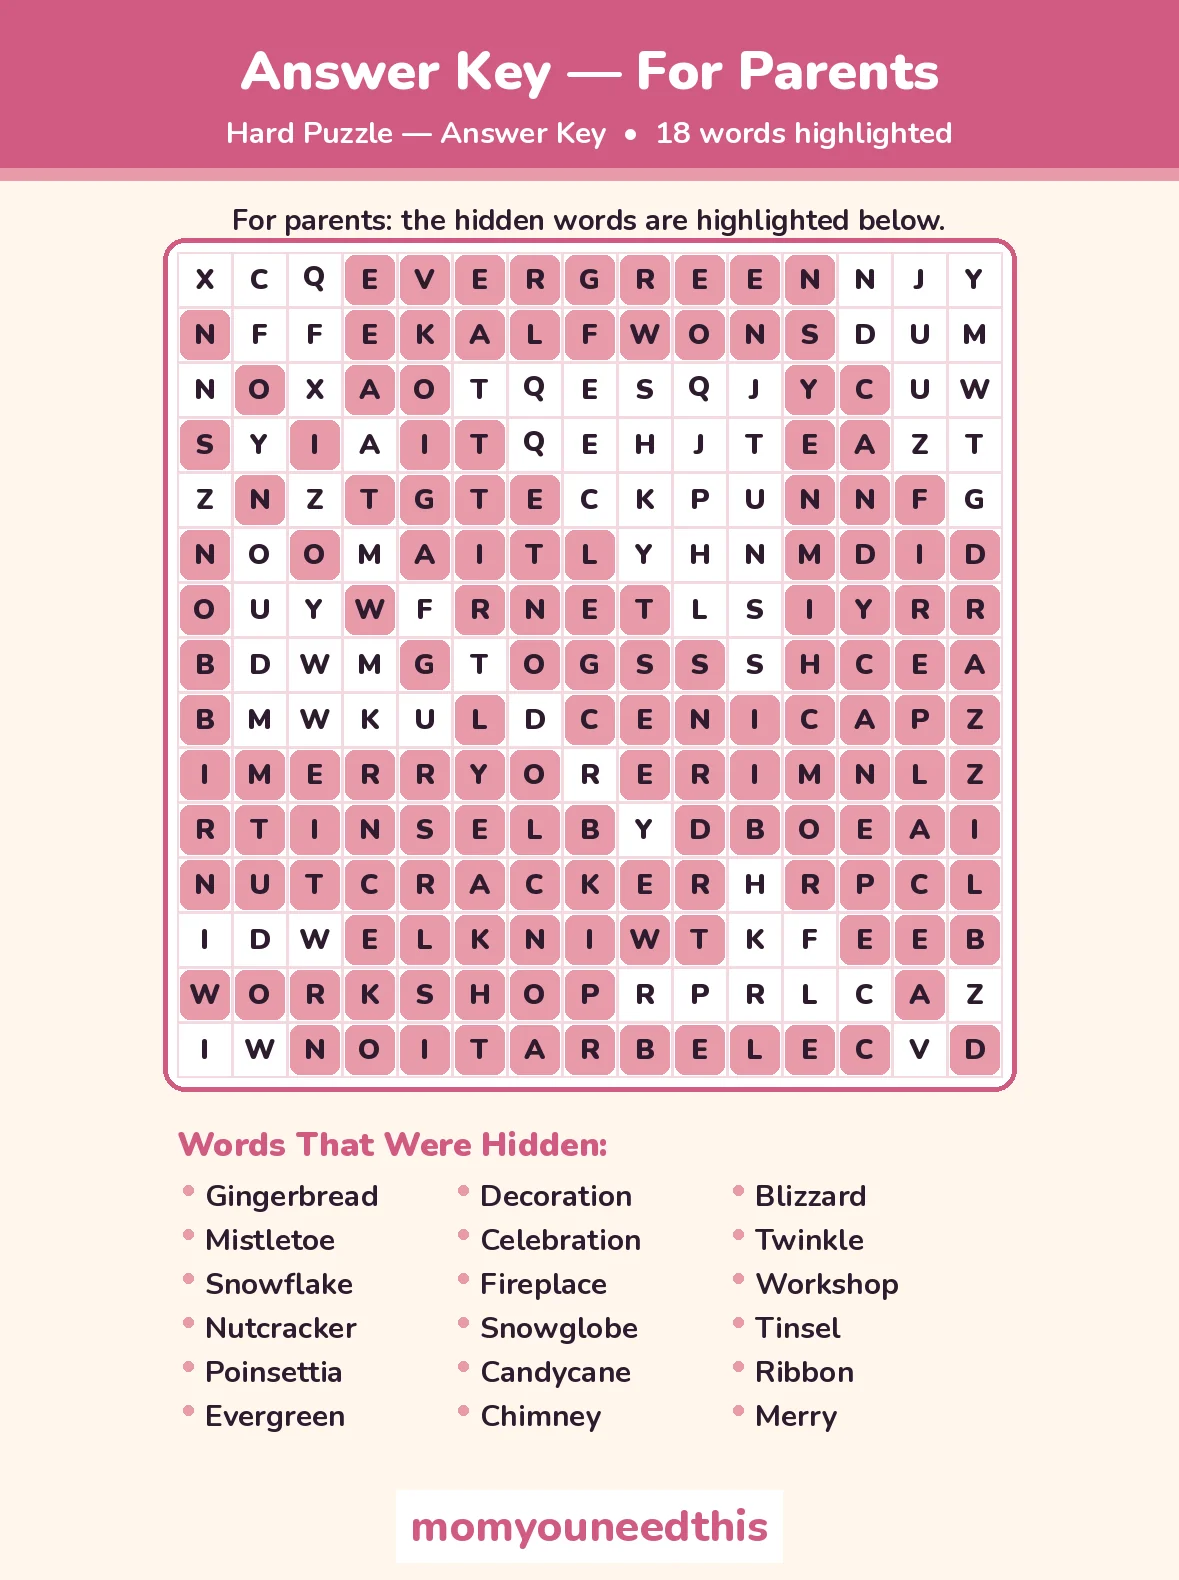 Answer Key — For Parents
Hard Puzzle — Answer Key • 18 words highlighted
For parents: the hidden words are highlighted below.
X C Q E V E R G R E E N N J Y
N F F E K A L F W O N S D U M
N O X A O T Q E S Q J Y C U W
S Y I A I T Q E H J T E A Z T
Z N Z T G T E C K P U N N F G
N O O M A I T L Y H N M D I D
O U Y W F R N E T L S I Y R R
B D W M G T O G S S S H C E A
B M W K U L D C E N I C A P Z
I M E R R Y O R E R I M N L Z
R T I N S E L B Y D B O E A I
N U T C R A C K E R H R P C L
I D W E L K N I W T K F E E B
W O R K S H O P R P R L C A Z
I W N O I T A R B E L E C V D
Words That Were Hidden:
• Gingerbread • Decoration • Blizzard
• Mistletoe • Celebration • Twinkle
• Snowflake • Fireplace • Workshop
• Nutcracker • Snowglobe • Tinsel
• Poinsettia • Candycane • Ribbon
• Evergreen • Chimney • Merry
momyouneedthis